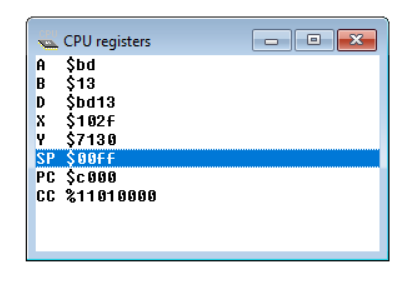 CPU registers
A $bd
B $13
D $bd13
X $102f
Y $7130
SP $00ff
PC $c000
CC %11010000